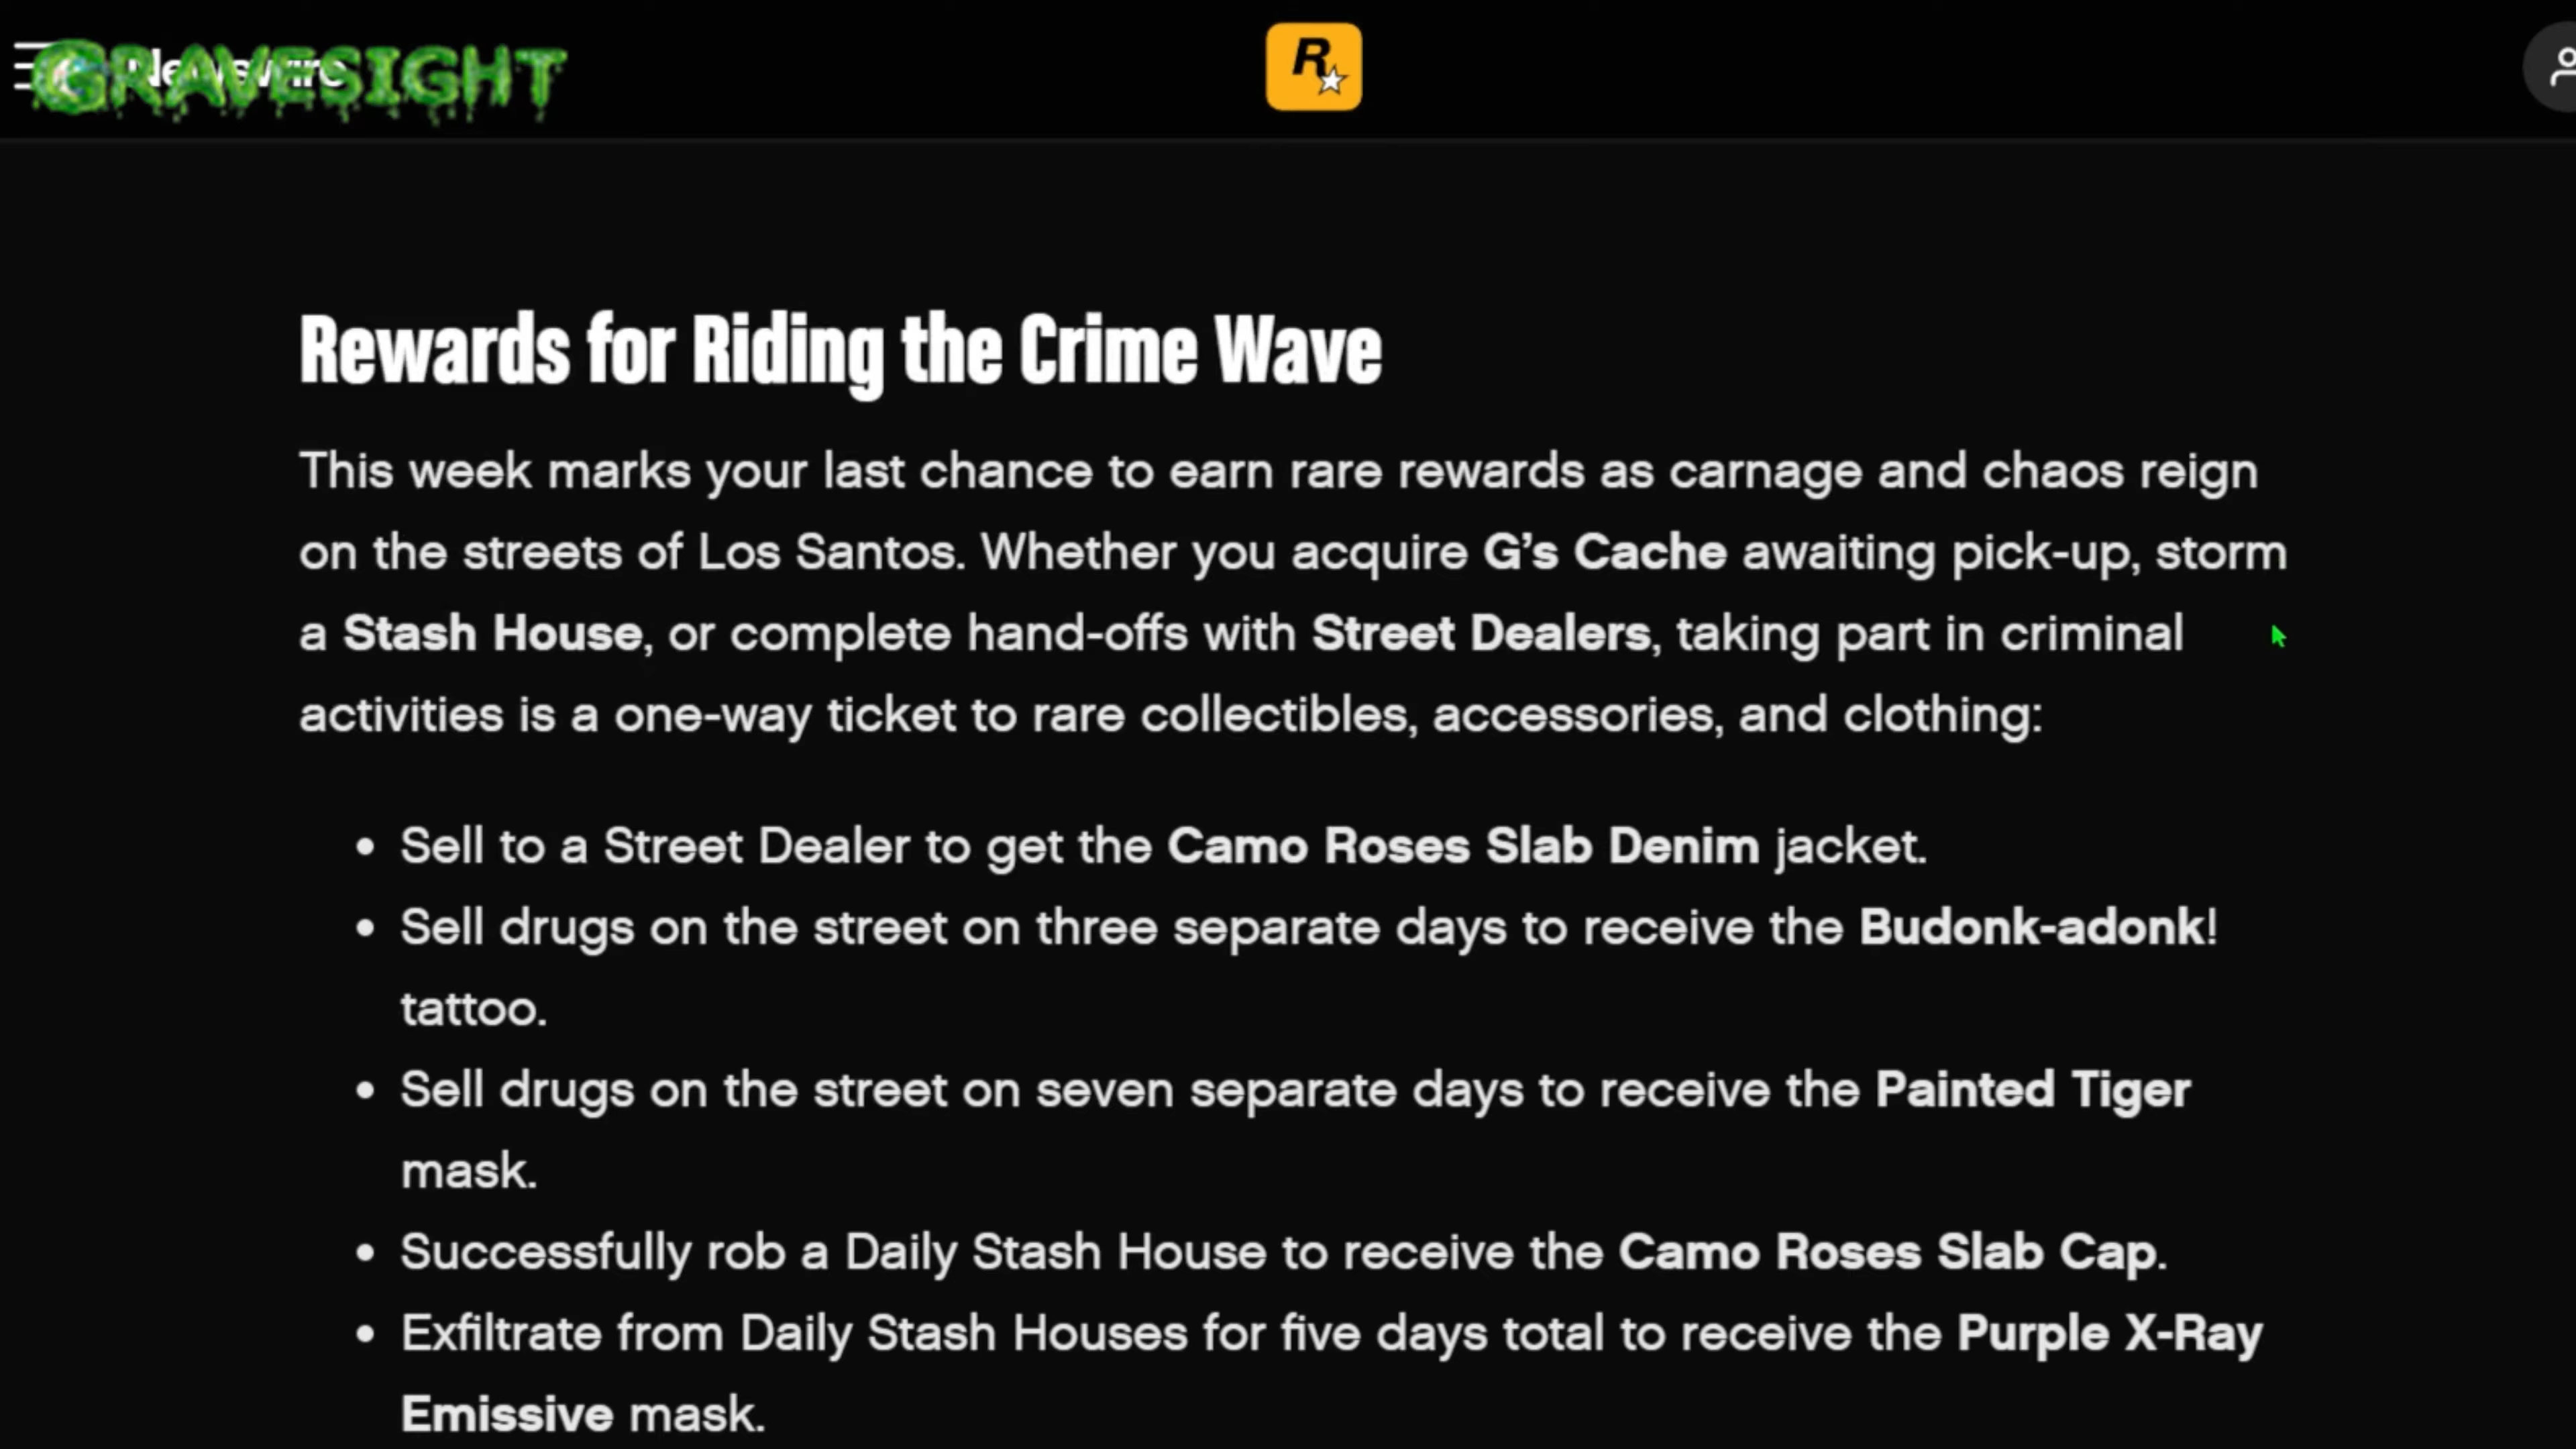 GRAVESIGHT
Newswire
R
Rewards for Riding the Crime Wave
This week marks your last chance to earn rare rewards as carnage and chaos reign
on the streets of Los Santos. Whether you acquire G's Cache awaiting pick-up, storm
a Stash House, or complete hand-offs with Street Dealers, taking part in criminal
activities is a one-way ticket to rare collectibles, accessories, and clothing:
• Sell to a Street Dealer to get the Camo Roses Slab Denim jacket.
• Sell drugs on the street on three separate days to receive the Budonk-adonk!
tattoo.
• Sell drugs on the street on seven separate days to receive the Painted Tiger
mask.
• Successfully rob a Daily Stash House to receive the Camo Roses Slab Cap.
• Exfiltrate from Daily Stash Houses for five days total to receive the Purple X-Ray
Emissive mask.